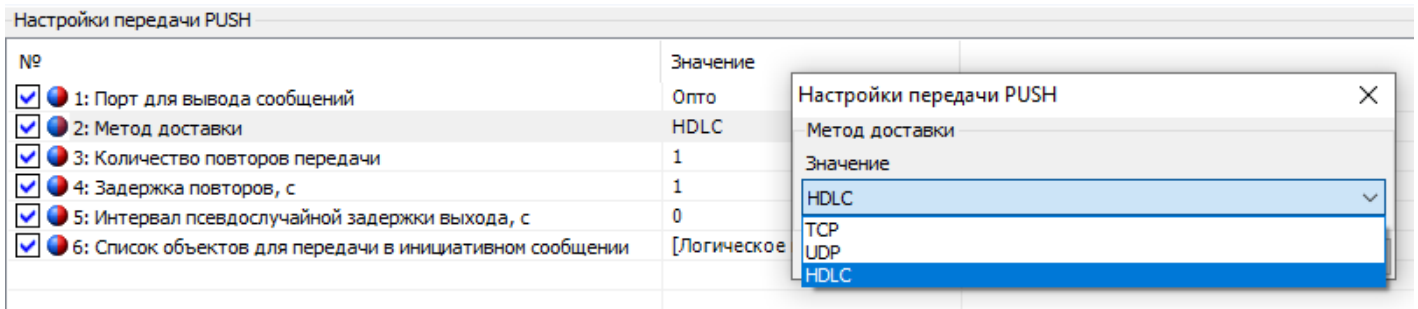 Настройки передачи PUSH
№ Значение
1: Порт для вывода сообщений Опто
2: Метод доставки HDLC
3: Количество повторов передачи 1
4: Задержка повторов, с 1
5: Интервал псевдослучайной задержки выхода, с 0
6: Список объектов для передачи в инициативном сообщении [Логическое
Настройки передачи PUSH
Метод доставки
Значение
HDLC
TCP
UDP
HDLC